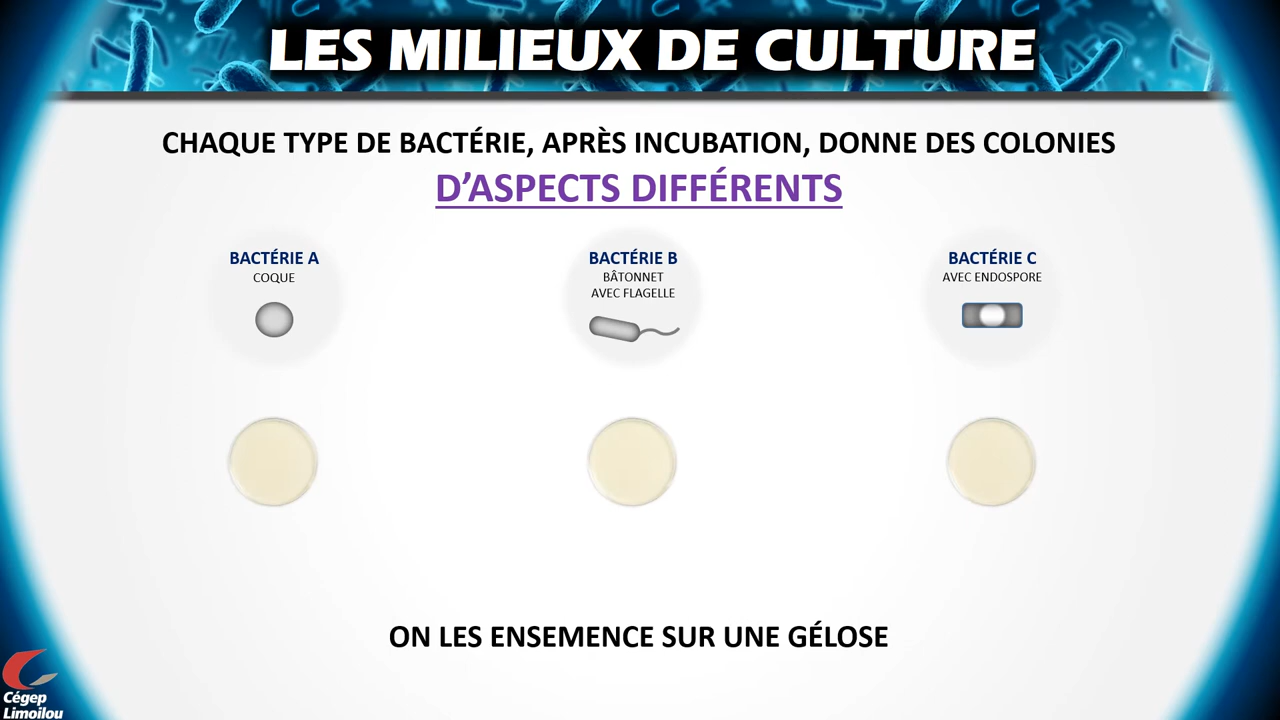 LES MILIEUX DE CULTURE
CHAQUE TYPE DE BACTÉRIE, APRÈS INCUBATION, DONNE DES COLONIES
D’ASPECTS DIFFÉRENTS
BACTÉRIE A
COQUE
BACTÉRIE B
BÂTONNET
AVEC FLAGELLE
BACTÉRIE C
AVEC ENDOSPORE
ON LES ENSEMENCE SUR UNE GÉLOSE
Cégep
Limoilou